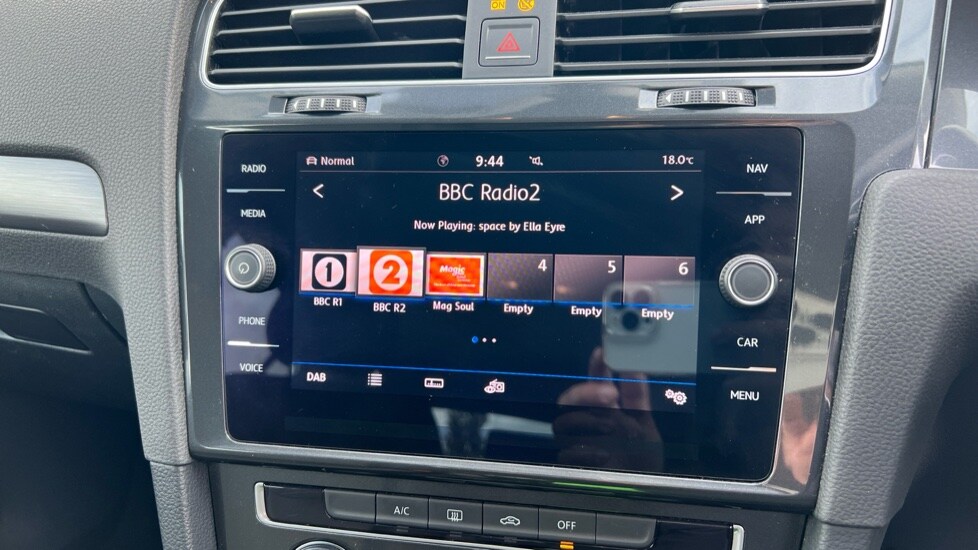 ON
RADIO
Normal
9:44
18.0°C
NAV
< BBC Radio2 >
MEDIA
APP
Now Playing: space by Ella Eyre
1
2
Magic
4
5
6
BBC R1
BBC R2
Mag Soul
Empty
Empty
Empty
PHONE
CAR
VOICE
DAB
MENU
A/C
OFF